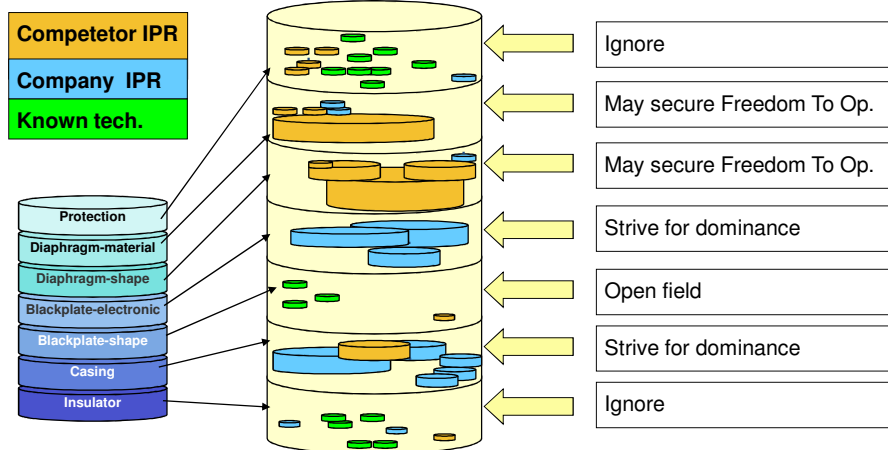 Competetor IPR
Company IPR
Known tech.
Protection
Diaphragm-material
Diaphragm-shape
Blackplate-electronic
Blackplate-shape
Casing
Insulator
Ignore
May secure Freedom To Op.
May secure Freedom To Op.
Strive for dominance
Open field
Strive for dominance
Ignore